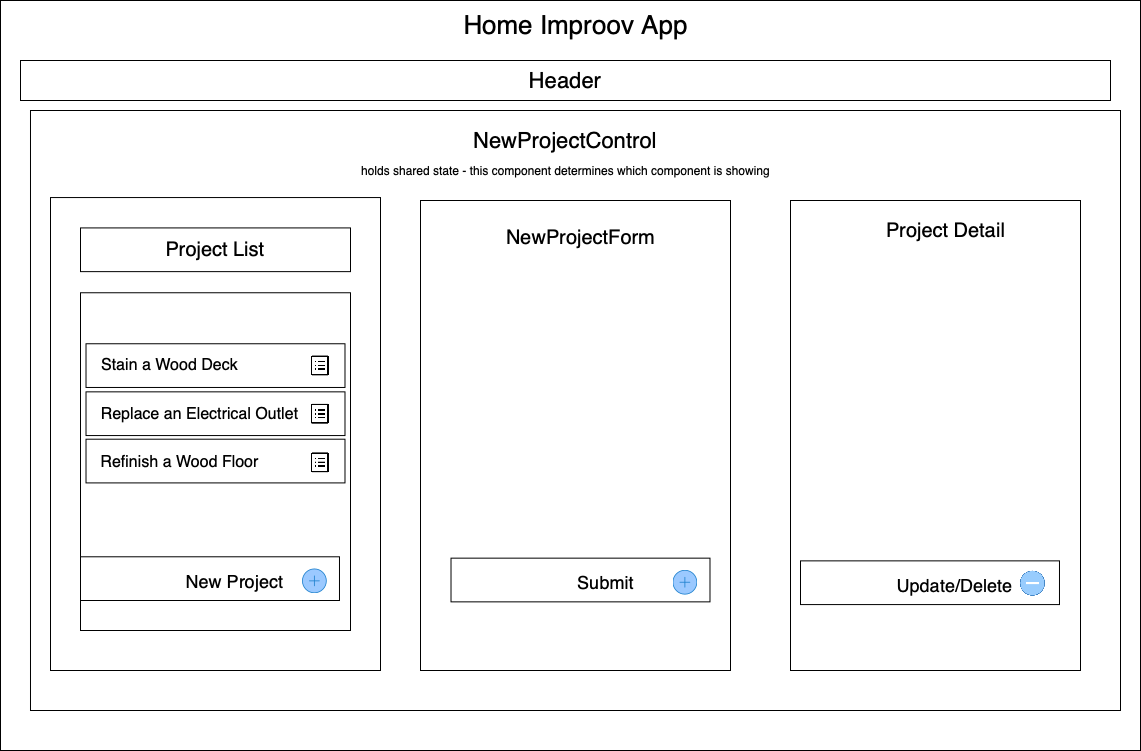 Home Improov App
Header
NewProjectControl
holds shared state - this component determines which component is showing
Project List
Stain a Wood Deck
Replace an Electrical Outlet
Refinish a Wood Floor
New Project
NewProjectForm
Submit
Project Detail
Update/Delete